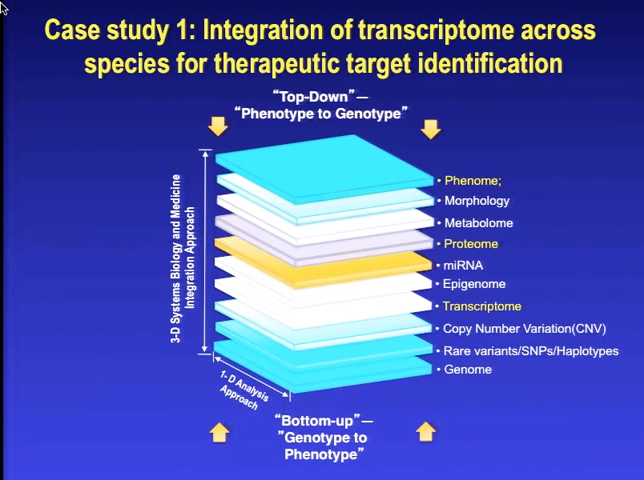 Case study 1: Integration of transcriptome across
species for therapeutic target identification
“Top-Down”—
“Phenotype to Genotype”
3-D Systems Biology and Medicine
Integration Approach
• Phenome;
• Morphology
• Metabolome
• Proteome
• miRNA
• Epigenome
• Transcriptome
• Copy Number Variation(CNV)
• Rare variants/SNPs/Haplotypes
• Genome
1- D Analysis
Approach
“Bottom-up”—
”Genotype to
Phenotype”